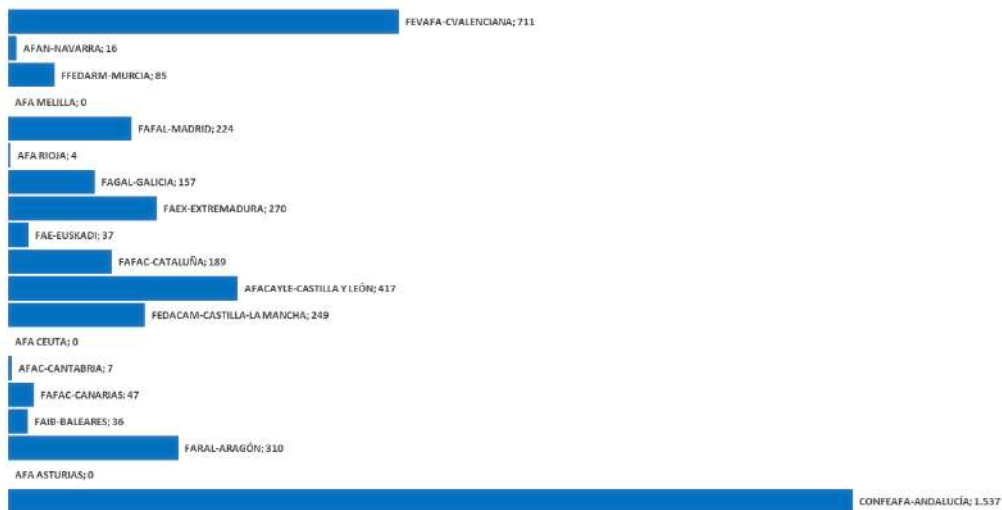 FEVAFA-CVALENCIANA; 711
AFAN-NAVARRA; 16
FFEDARM-MURCIA; 85
AFA MELILLA; 0
FAFAL-MADRID; 224
AFA RIOJA; 4
FAGAL-GALICIA; 157
FAEX-EXTREMADURA; 270
FAE-EUSKADI; 37
FAFAC-CATALUÑA; 189
AFACAYLE-CASTILLA Y LEÓN; 417
FEDACAM-CASTILLA-LA MANCHA; 249
AFA CEUTA; 0
AFAC-CANTABRIA; 7
FAFAC-CANARIAS; 47
FAIB-BALEARES; 36
FARAL-ARAGÓN; 310
AFA ASTURIAS; 0
CONFEAFA-ANDALUCÍA; 1.537